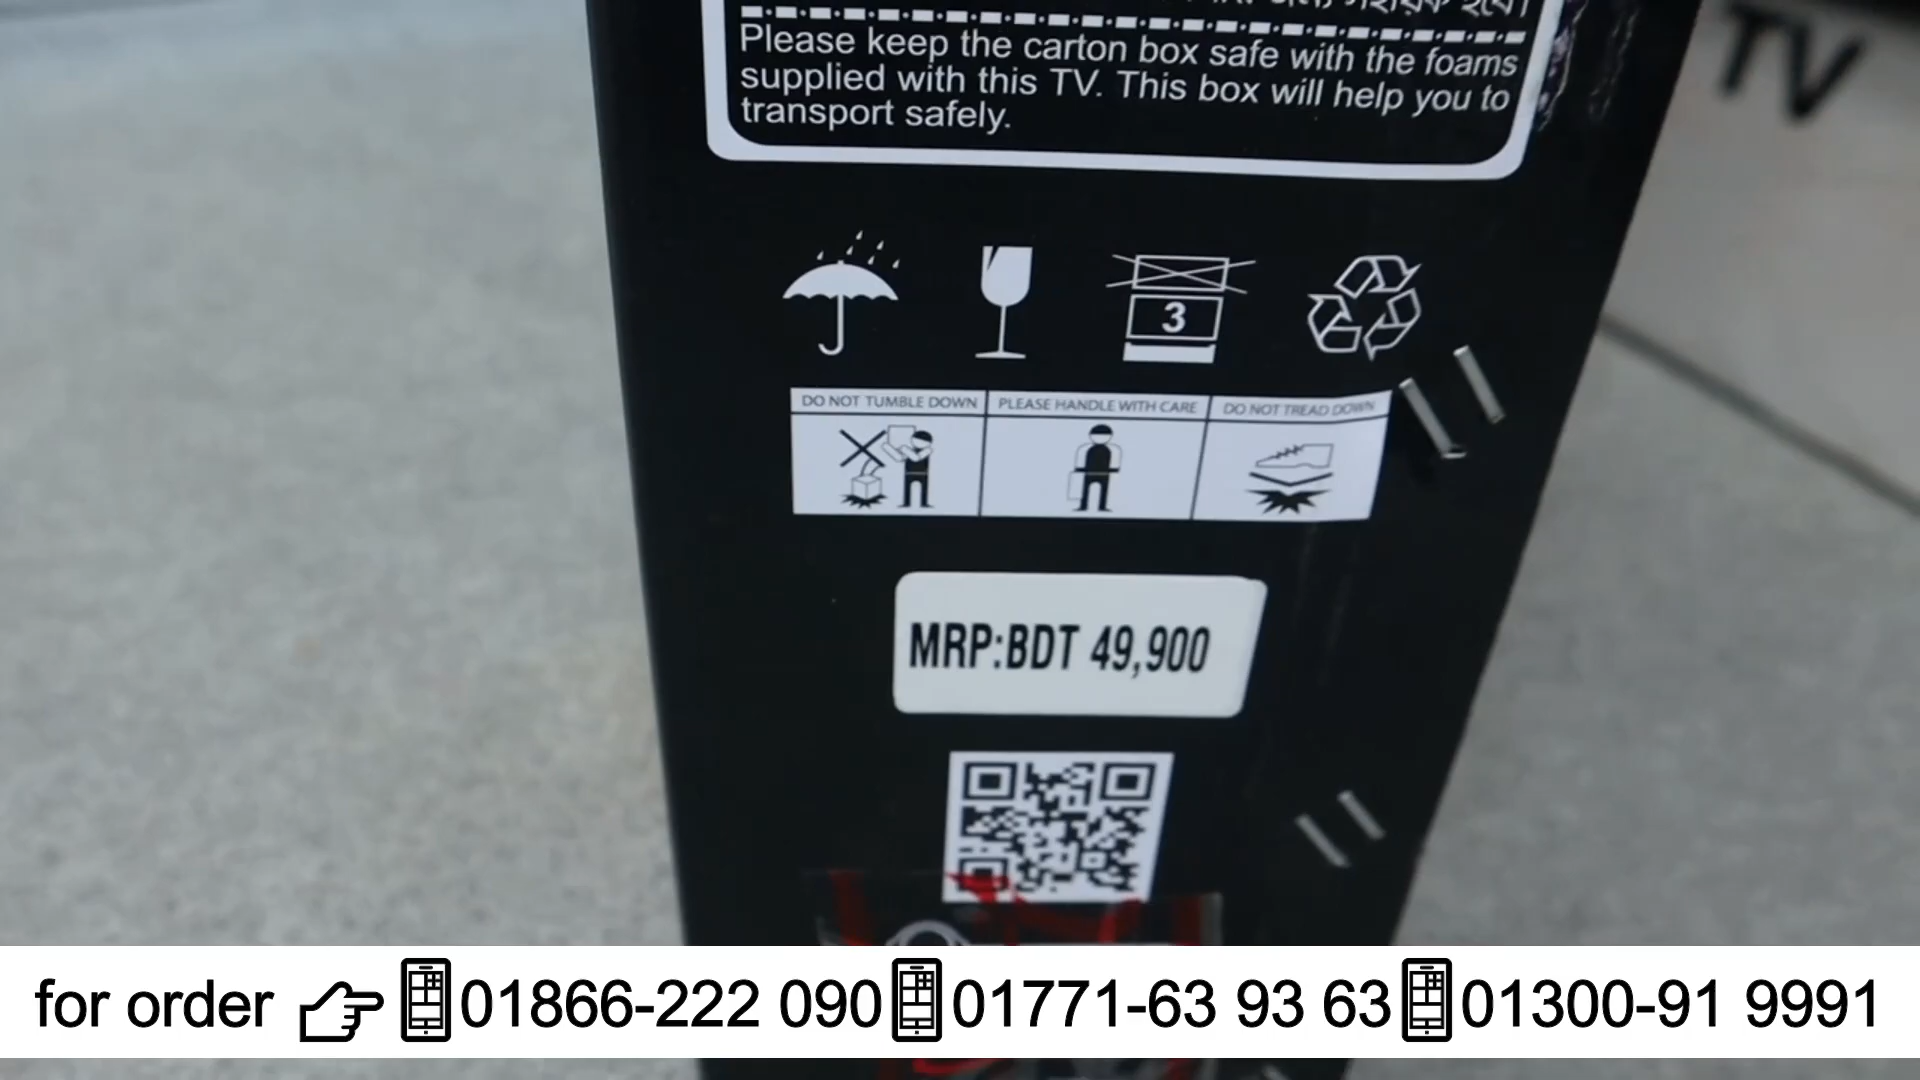 Please keep the carton box safe with the foams
supplied with this TV. This box will help you to
transport safely.
TV
3
DO NOT TUMBLE DOWN
PLEASE HANDLE WITH CARE
DO NOT TREAD DOWN
MRP:BDT 49,900
for order 01866-222 090 01771-63 93 63 01300-91 9991